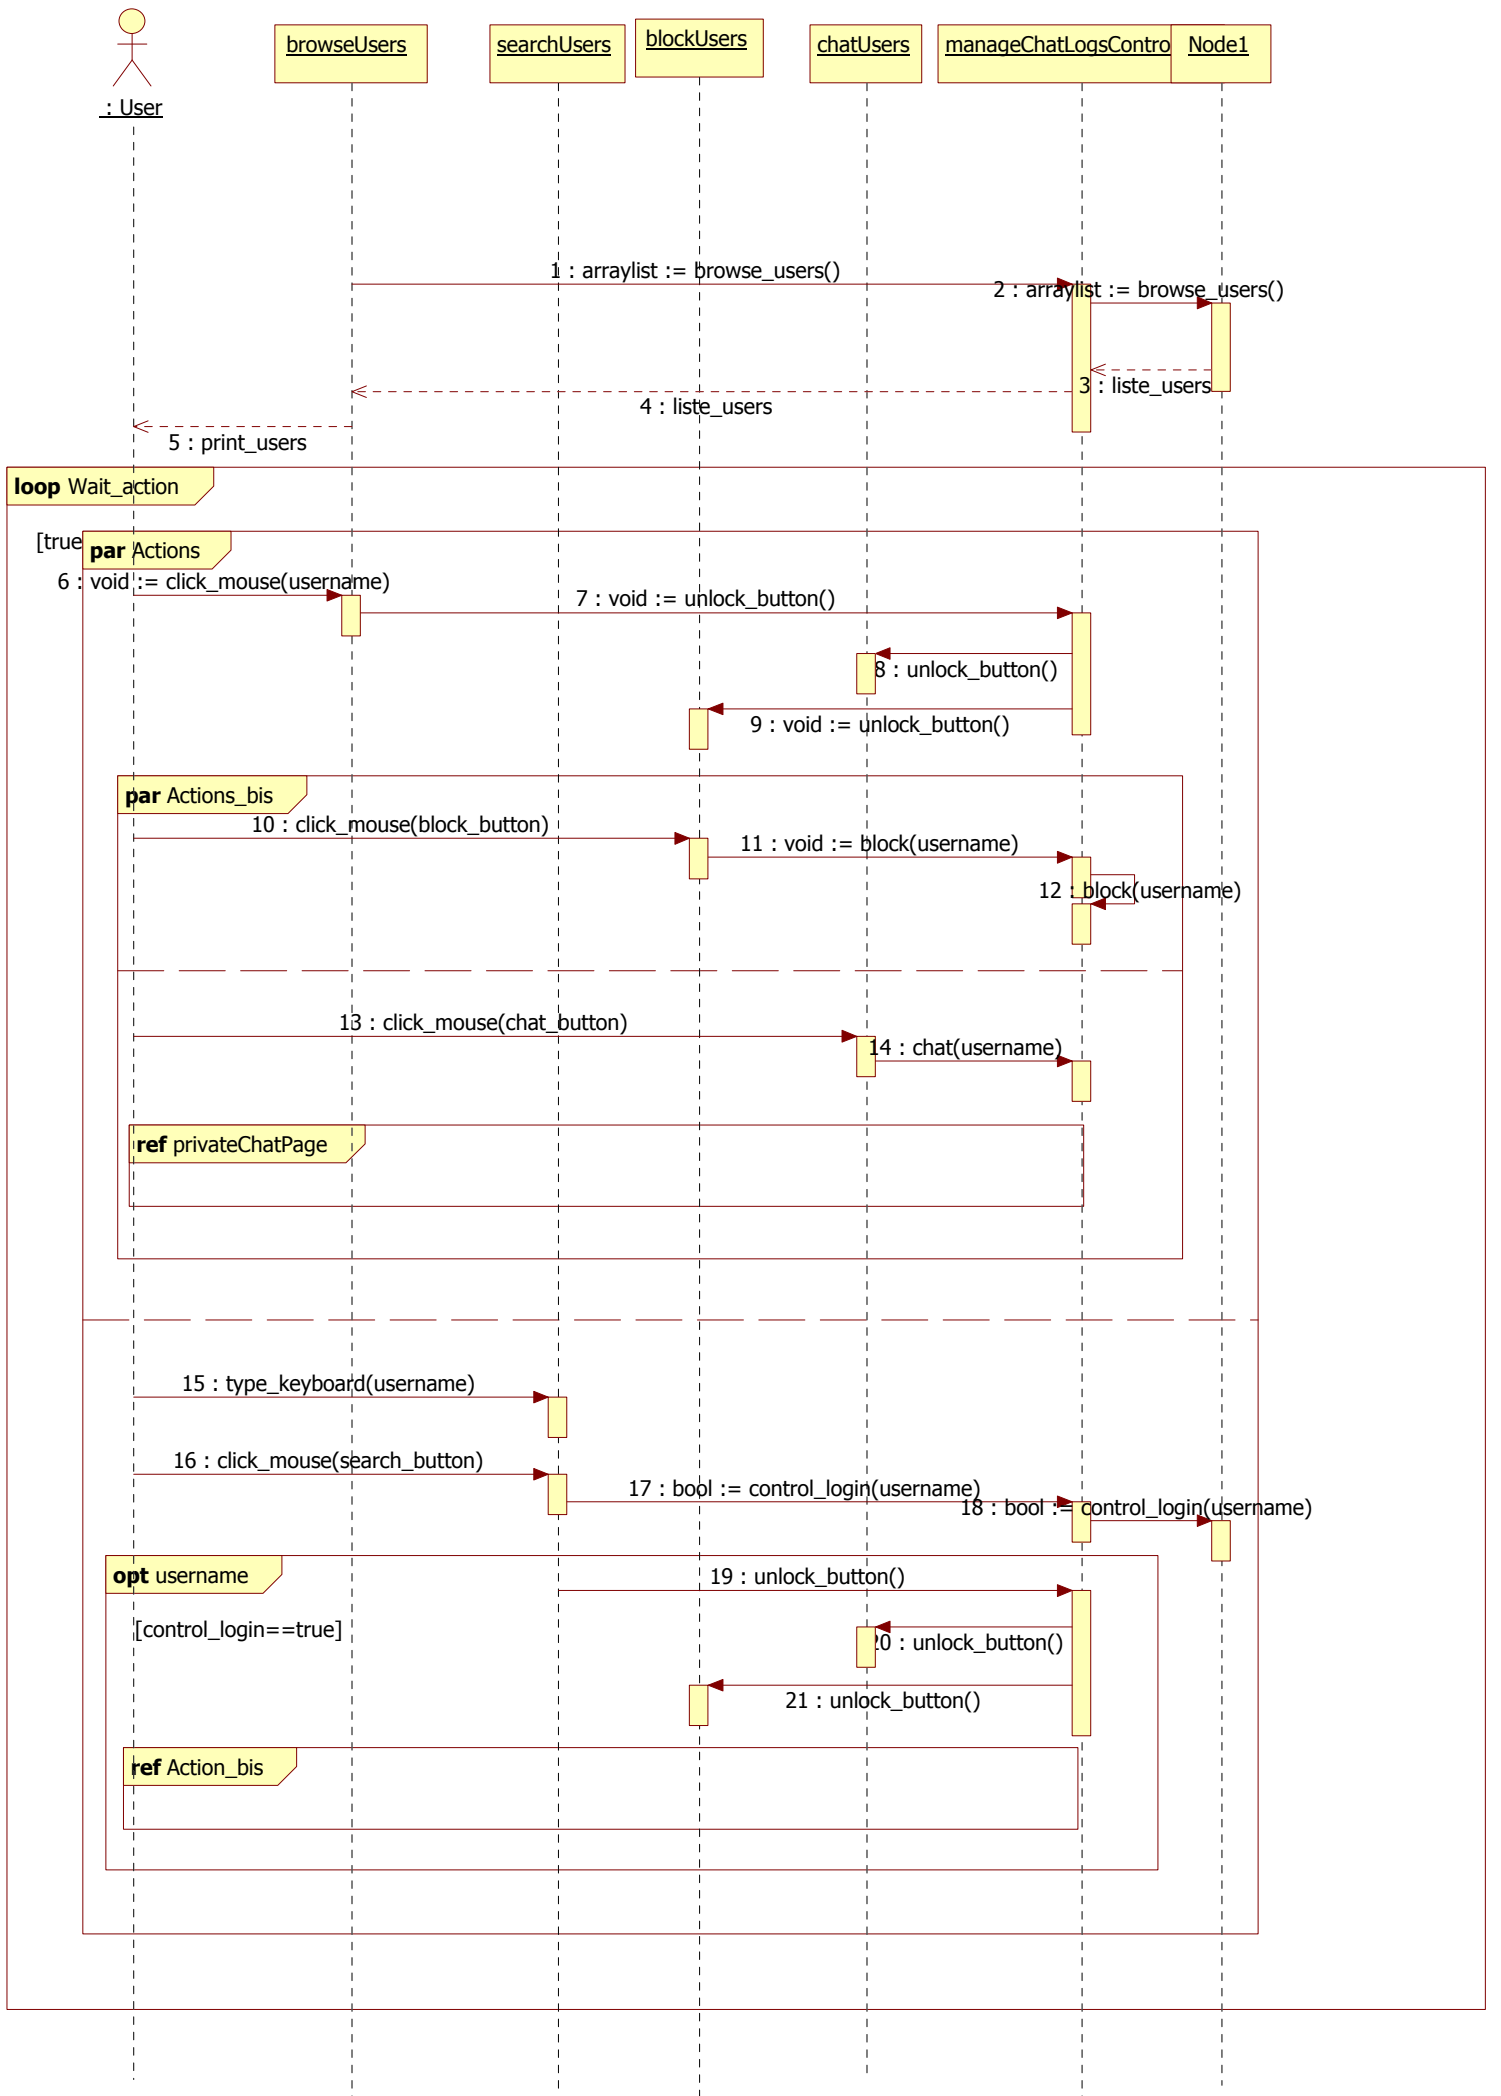 : User
browseUsers
searchUsers
blockUsers
chatUsers
manageChatLogsContro
Node1
1 : arraylist := browse_users()
2 : arraylist := browse_users()
3 : liste_users
4 : liste_users
5 : print_users
loop Wait_action
[true
par Actions
6 : void := click_mouse(username)
7 : void := unlock_button()
8 : unlock_button()
9 : void := unlock_button()
par Actions_bis
10 : click_mouse(block_button)
11 : void := block(username)
12 : block(username)
13 : click_mouse(chat_button)
14 : chat(username)
ref privateChatPage
15 : type_keyboard(username)
16 : click_mouse(search_button)
17 : bool := control_login(username)
18 : bool := control_login(username)
opt username
19 : unlock_button()
[control_login==true]
20 : unlock_button()
21 : unlock_button()
ref Action_bis